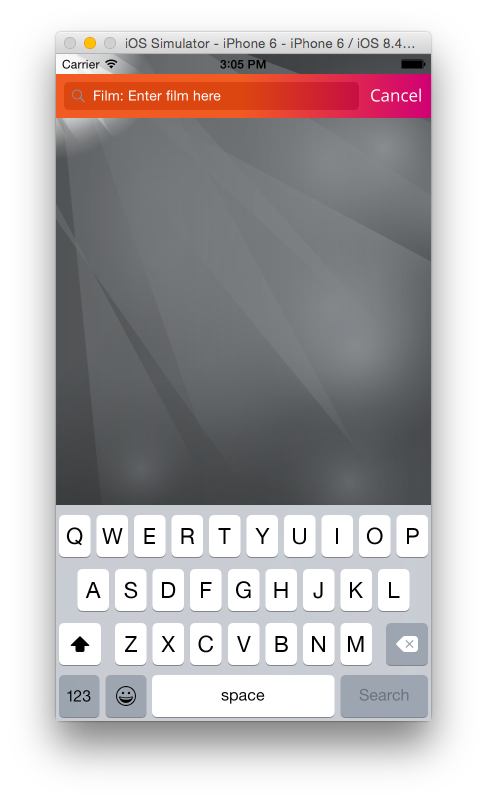 iOS Simulator - iPhone 6 - iPhone 6 / iOS 8.4...
Carrier 3:05 PM
Film: Enter film here Cancel
Q W E R T Y U I O P
A S D F G H J K L
Z X C V B N M
123 space Search